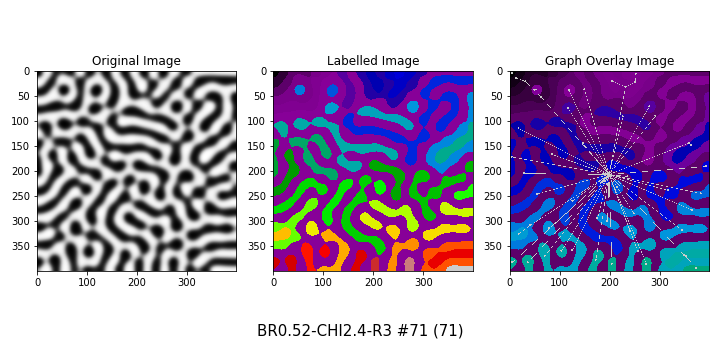 Original Image Labelled Image Graph Overlay Image
0 0 0
50 50 50
100 100 100
150 150 150
200 200 200
250 250 250
300 300 300
350 350 350
0 100 200 300 0 100 200 300 0 100 200 300
BR0.52-CHI2.4-R3 #71 (71)